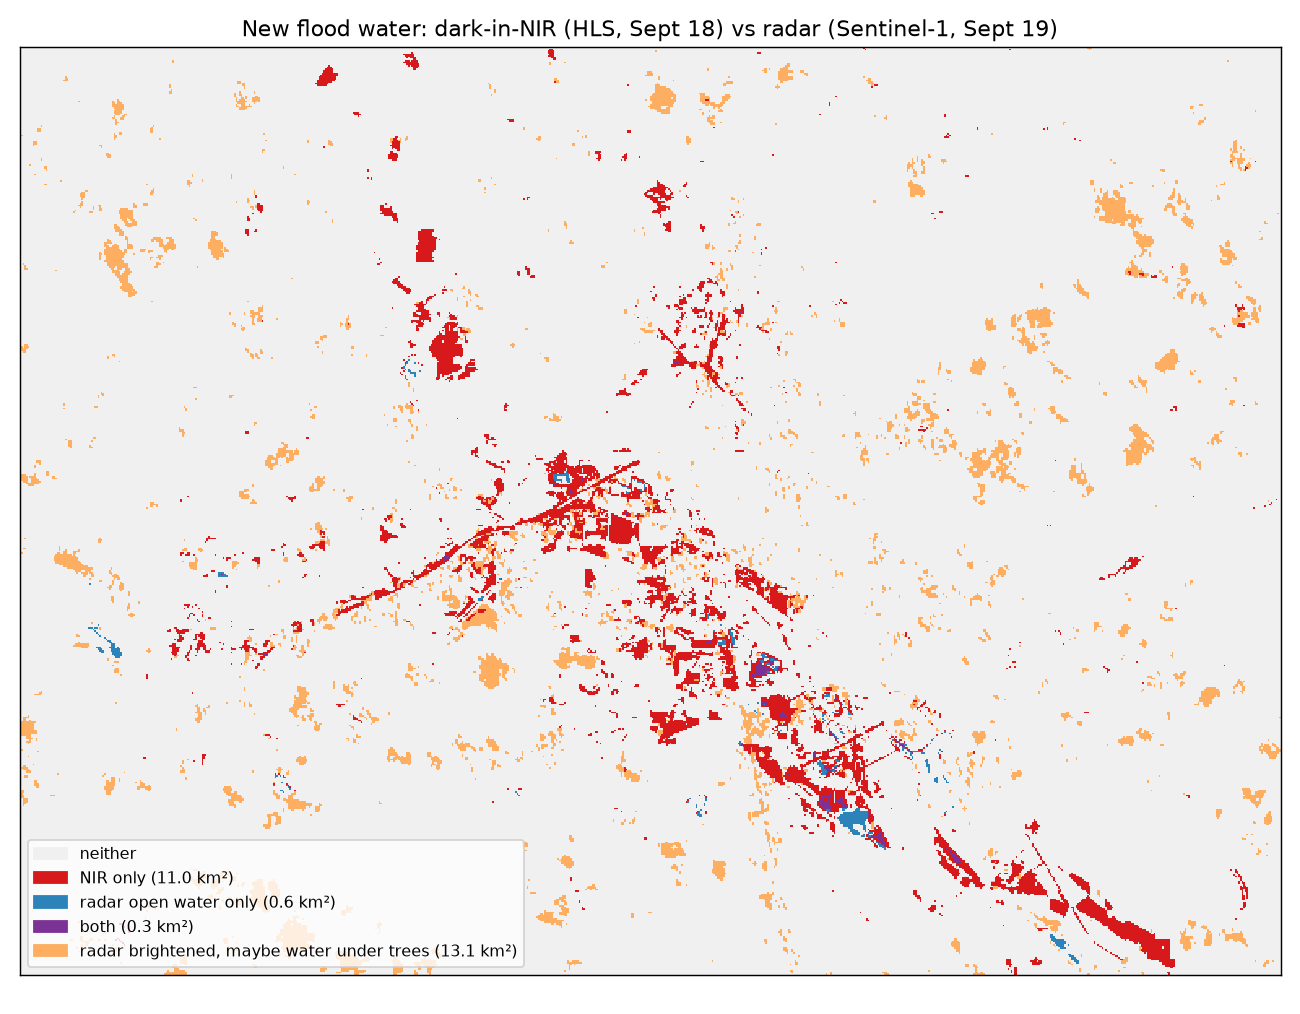 New flood water: dark-in-NIR (HLS, Sept 18) vs radar (Sentinel-1, Sept 19)
neither
NIR only (11.0 km²)
radar open water only (0.6 km²)
both (0.3 km²)
radar brightened, maybe water under trees (13.1 km²)